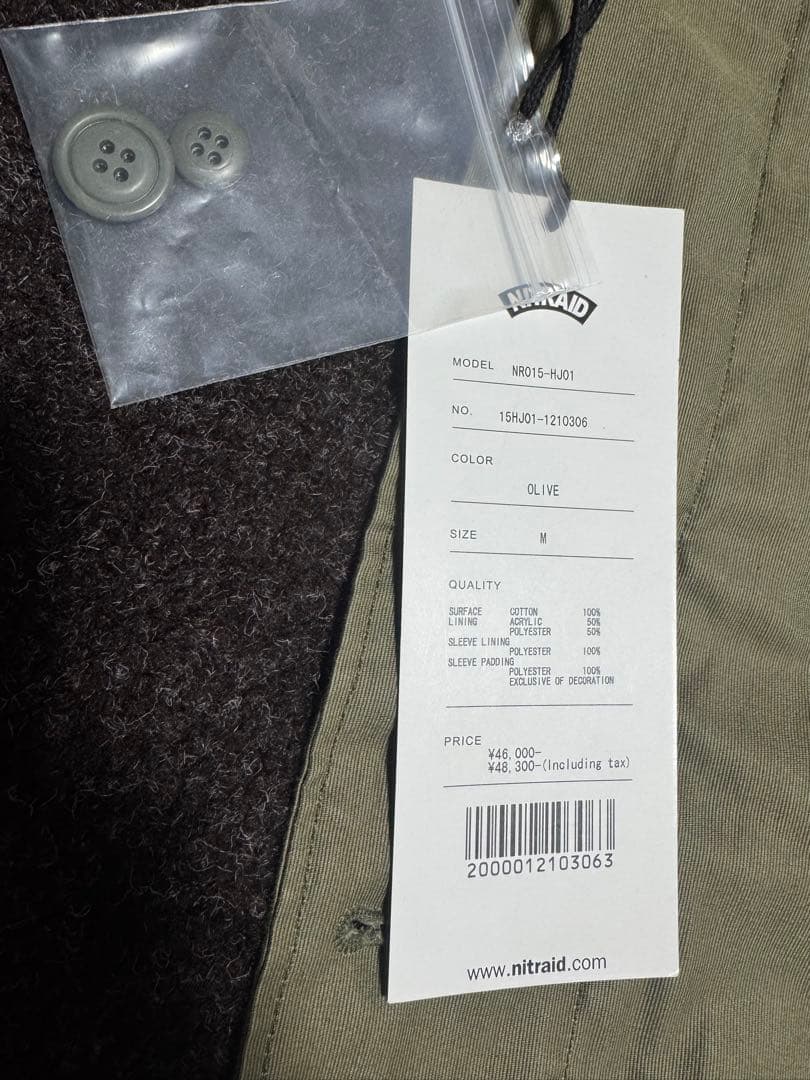 NITRAID
MODEL NR015-HJ01
NO. 15HJ01-1210306
COLOR
OLIVE
SIZE M
QUALITY
SURFACE COTTON 100%
LINING ACRYLIC 50%
POLYESTER 50%
SLEEVE LINING
POLYESTER 100%
SLEEVE PADDING
POLYESTER 100%
EXCLUSIVE OF DECORATION
PRICE
¥46,000-
¥48,300-(Including tax)
2000012103063
www.nitraid.com